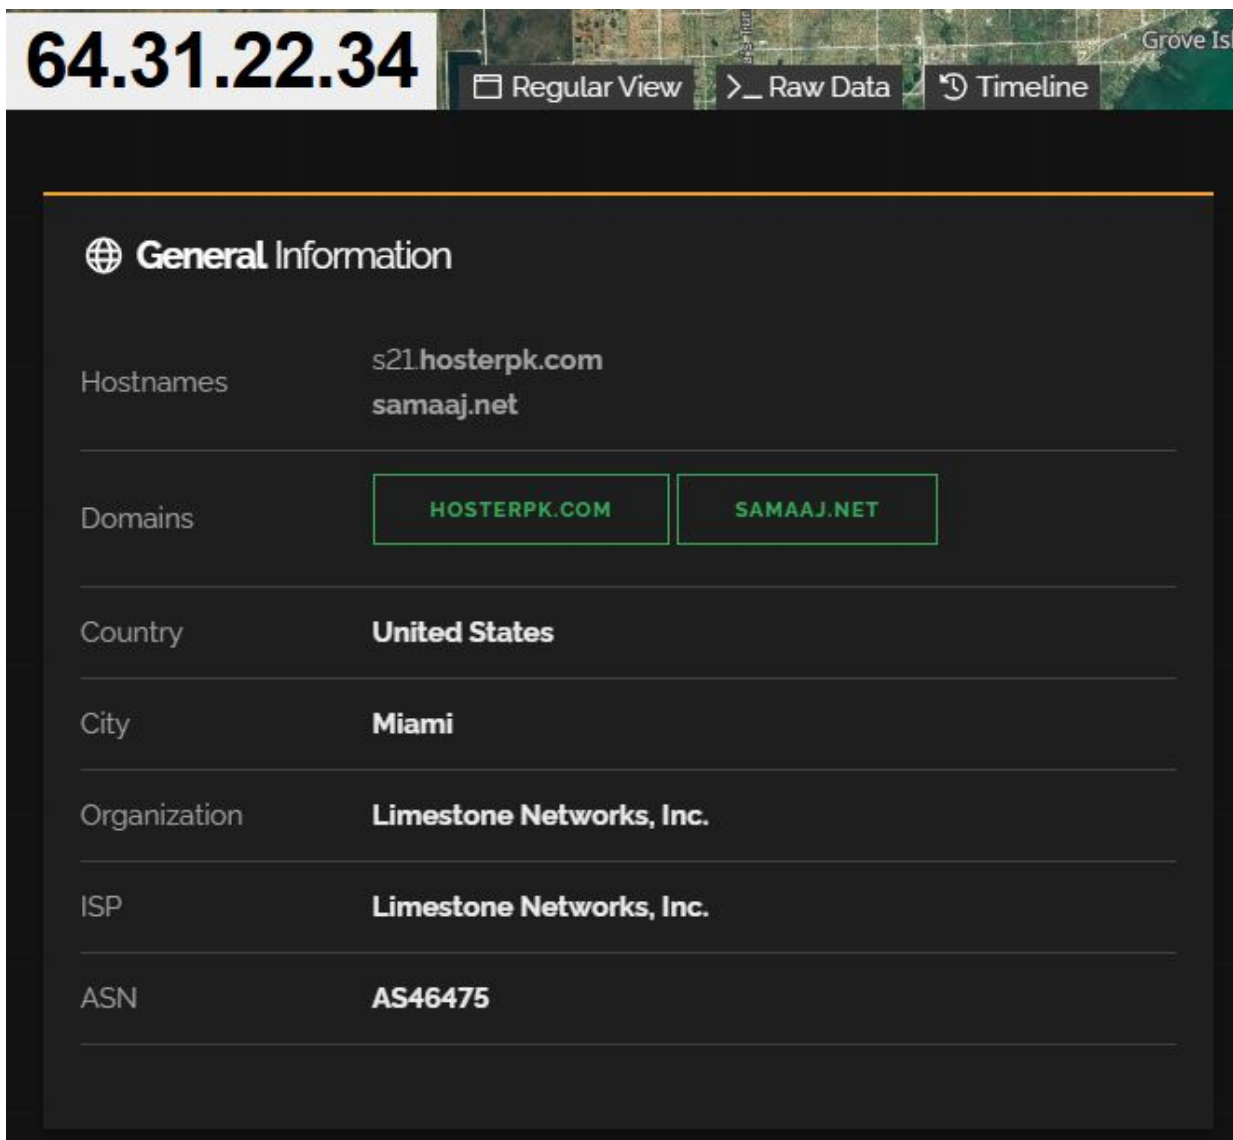 64.31.22.34
Regular View
Raw Data
Timeline
Grove Isl
General Information
Hostnames
s21.hosterpk.com
samaaj.net
Domains
HOSTERPK.COM
SAMAAJ.NET
Country
United States
City
Miami
Organization
Limestone Networks, Inc.
ISP
Limestone Networks, Inc.
ASN
AS46475